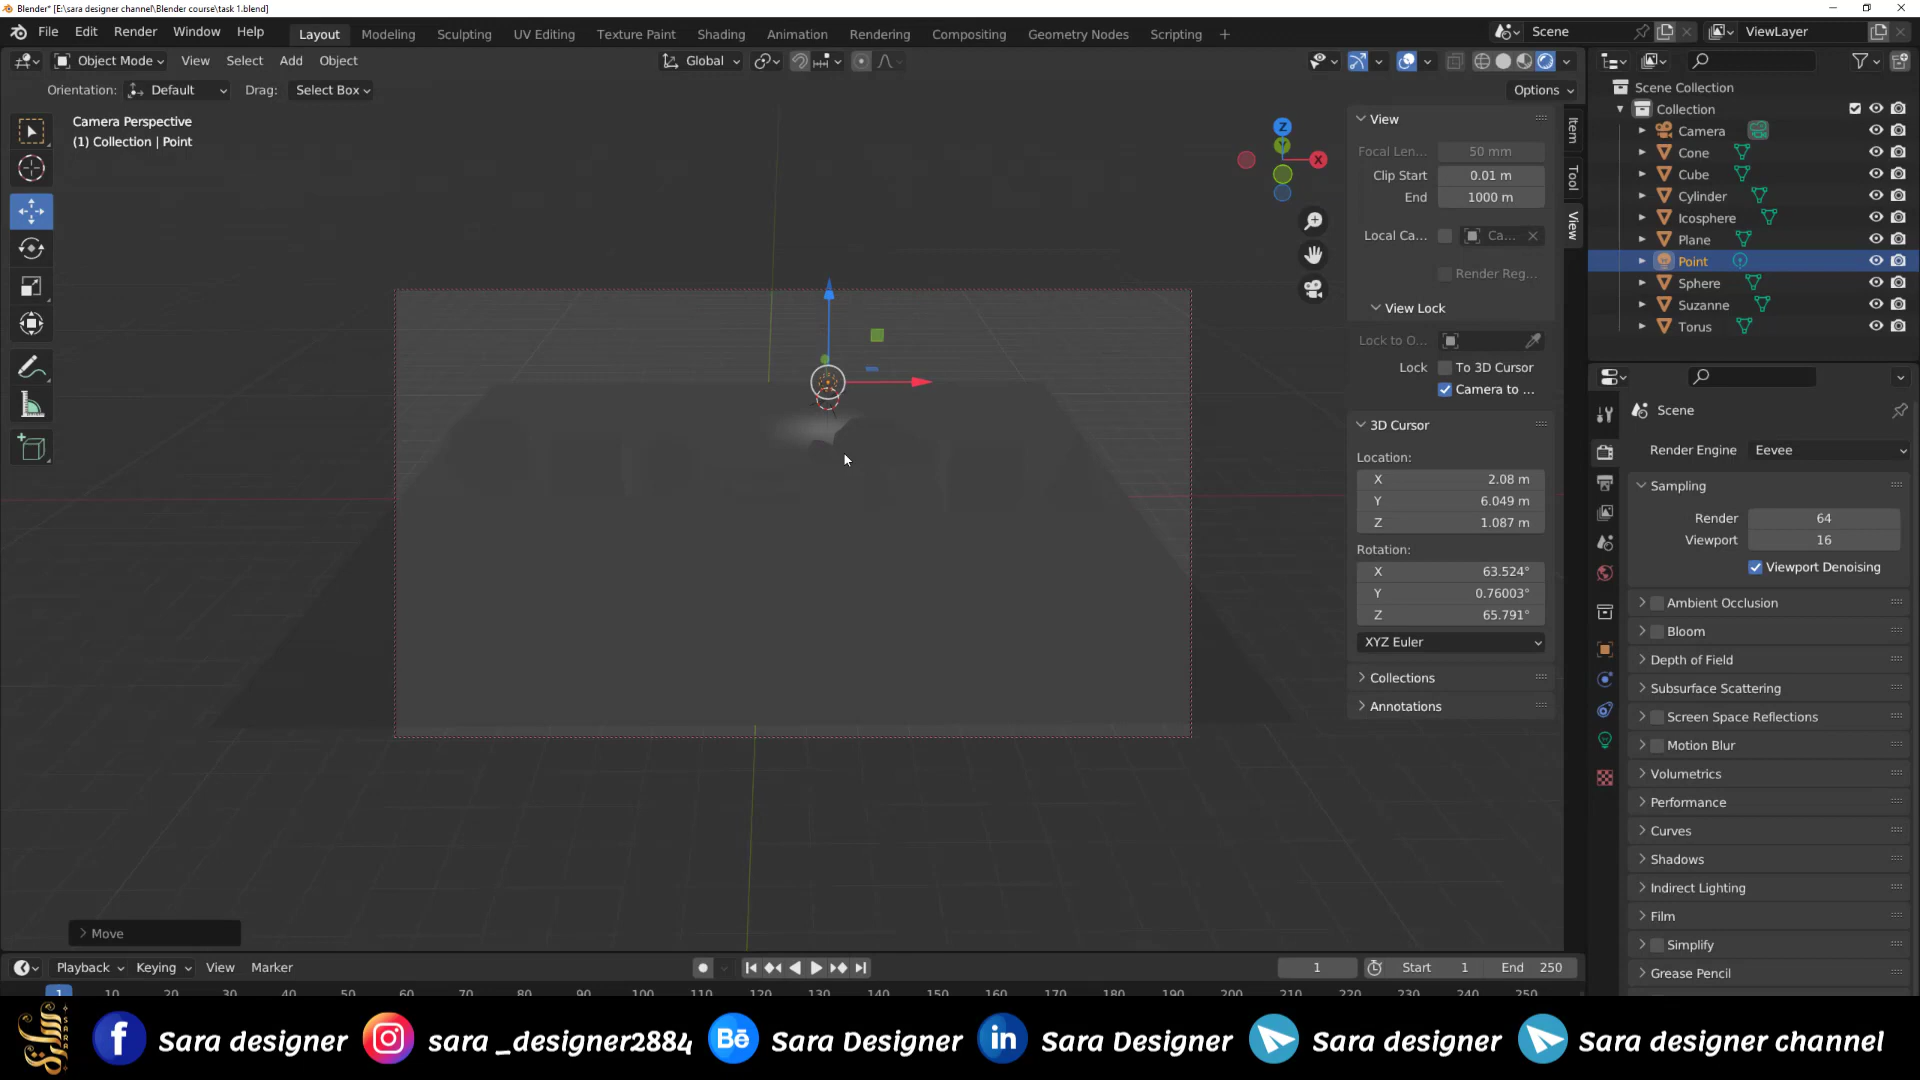 Blender* [E:\sara designer channel\Blender course\task 1.blend]
File Edit Render Window Help
Layout Modeling Sculpting UV Editing Texture Paint Shading Animation Rendering Compositing Geometry Nodes Scripting +
Scene ViewLayer
Object Mode View Select Add Object Global
Orientation: Default Drag: Select Box Options
Camera Perspective
(1) Collection | Point
Z
Y
X
Item
Tool
View
View
Focal Len... 50 mm
Clip Start 0.01 m
End 1000 m
Local Ca... Ca...
Render Reg...
View Lock
Lock to O...
Lock To 3D Cursor
Camera to ...
3D Cursor
Location:
X 2.08 m
Y 6.049 m
Z 1.087 m
Rotation:
X 63.524°
Y 0.76003°
Z 65.791°
XYZ Euler
Collections
Annotations
Scene Collection
Collection
Camera
Cone
Cube
Cylinder
Icosphere
Plane
Point
Sphere
Suzanne
Torus
Scene
Render Engine Eevee
Sampling
Render 64
Viewport 16
Viewport Denoising
Ambient Occlusion
Bloom
Depth of Field
Subsurface Scattering
Screen Space Reflections
Motion Blur
Volumetrics
Performance
Curves
Shadows
Indirect Lighting
Film
Simplify
Grease Pencil
Move
Playback Keying View Marker 1 Start 1 End 250
1 10 20 30 40 50 60 70 80 90 100 110 120 130 140 150 160 170 180 190 200 210 220 230 240 250
Sara designer sara _designer2884 Bē Sara Designer in Sara Designer Sara designer Sara designer channel